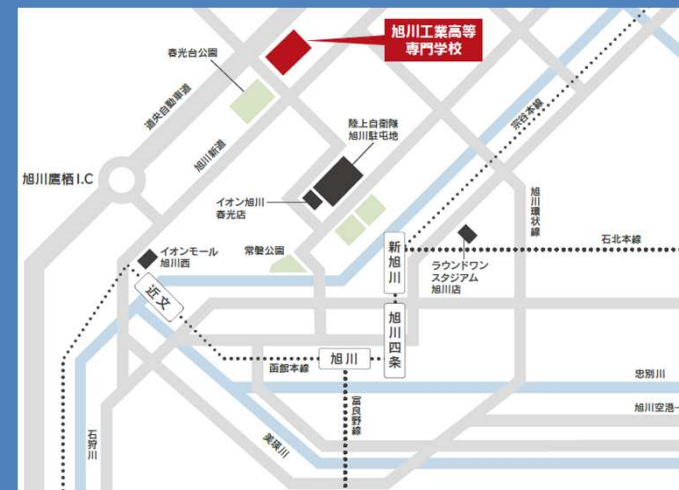 旭川工業高等
専門学校
春光台公園
道央自動車道
旭川新道
陸上自衛隊
旭川駐屯地
宗谷本線
旭川鷹栖I.C
イオン旭川
春光店
旭川環状線
石北本線
新旭川
常磐公園
イオンモール
旭川西
ラウンドワン
スタジアム
旭川店
近文
旭川四条
旭川
函館本線
忠別川
富良野線
旭川空港
石狩川
美瑛川